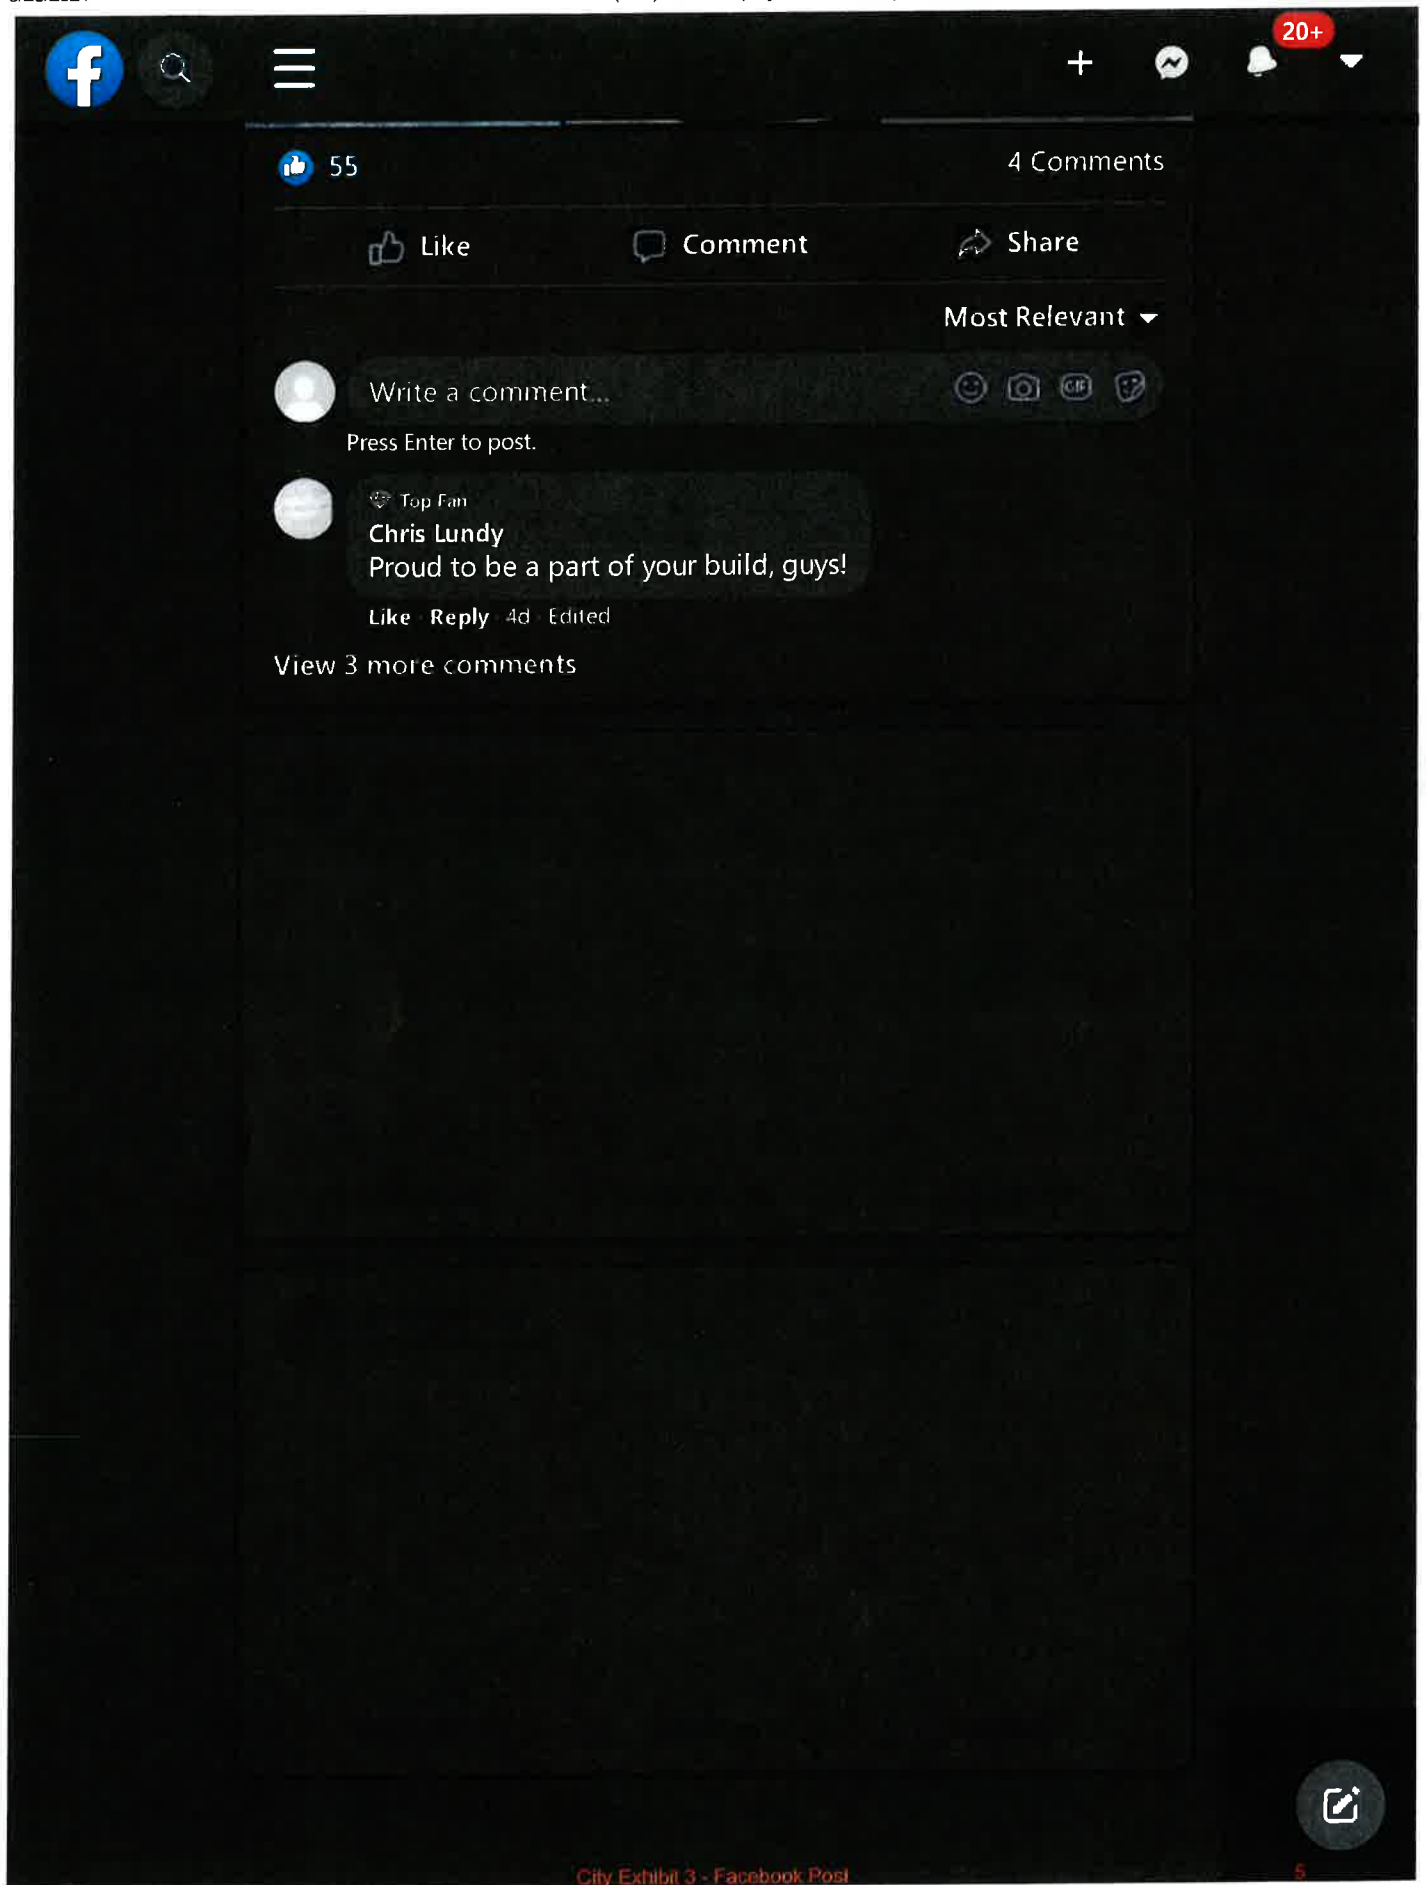 20+
55
4 Comments
Like Comment Share
Most Relevant
Write a comment...
GIF
Press Enter to post.
Top Fan
Chris Lundy
Proud to be a part of your build, guys!
Like · Reply · 4d · Edited
View 3 more comments
City Exhibit 3 - Facebook Post 5